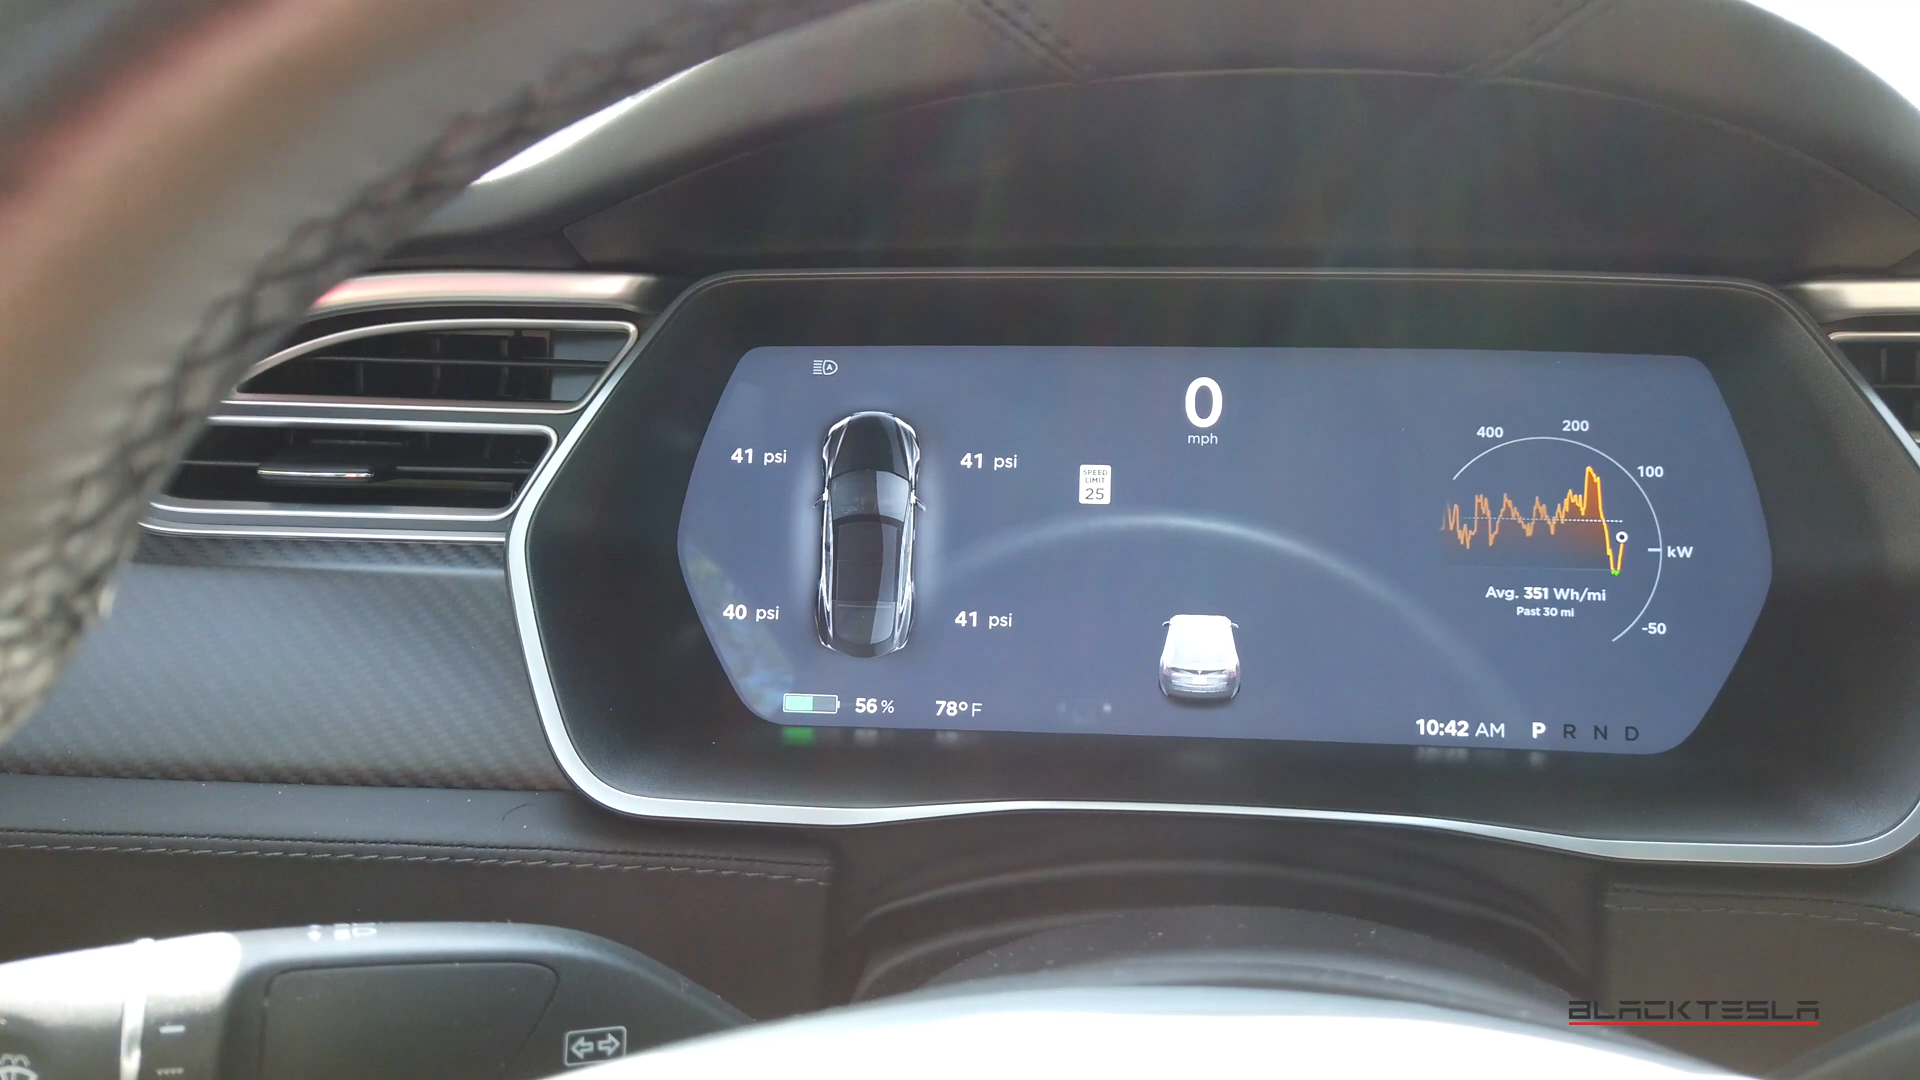 0
mph
41 psi
41 psi
SPEED
LIMIT
25
40 psi
41 psi
400
200
100
kW
-50
Avg. 351 Wh/mi
Past 30 mi
56 %
78° F
10:42 AM
P R N D
BLACKTESLA